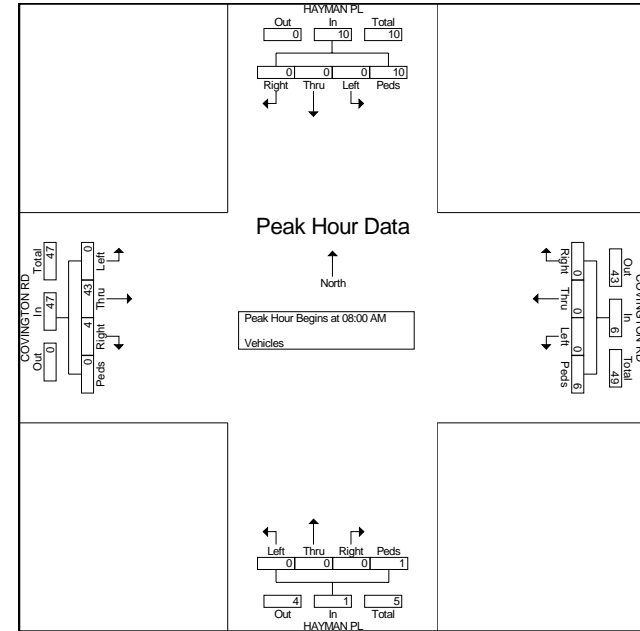 HAYMAN PL
Out In Total
0 10 10
0 0 0 10
Right Thru Left Peds
COVINGTON RD
Total In Out
47 47 0
0 43 4 0
Left Thru Right Peds
Peak Hour Data
North
Peak Hour Begins at 08:00 AM
Vehicles
Right Thru Left Peds
0 0 0 6
Out In Total
43 6 49
COVINGTON RD
Left Thru Right Peds
0 0 0 1
4 1 5
Out In Total
HAYMAN PL